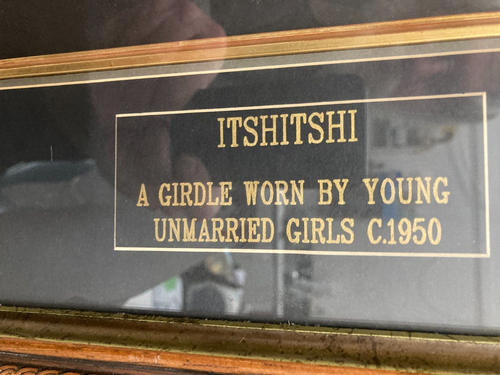 ITSHITSHI
A GIRDLE WORN BY YOUNG
UNMARRIED GIRLS C.1950